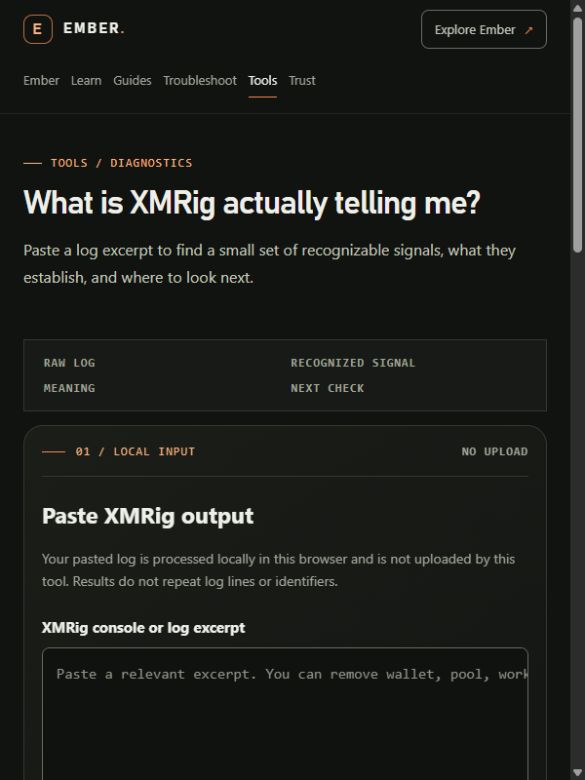 E EMBER.
Explore Ember ↗
Ember Learn Guides Troubleshoot Tools Trust
TOOLS / DIAGNOSTICS
What is XMRig actually telling me?
Paste a log excerpt to find a small set of recognizable signals, what they
establish, and where to look next.
RAW LOG RECOGNIZED SIGNAL
MEANING NEXT CHECK
01 / LOCAL INPUT NO UPLOAD
Paste XMRig output
Your pasted log is processed locally in this browser and is not uploaded by this
tool. Results do not repeat log lines or identifiers.
XMRig console or log excerpt
Paste a relevant excerpt. You can remove wallet, pool, work